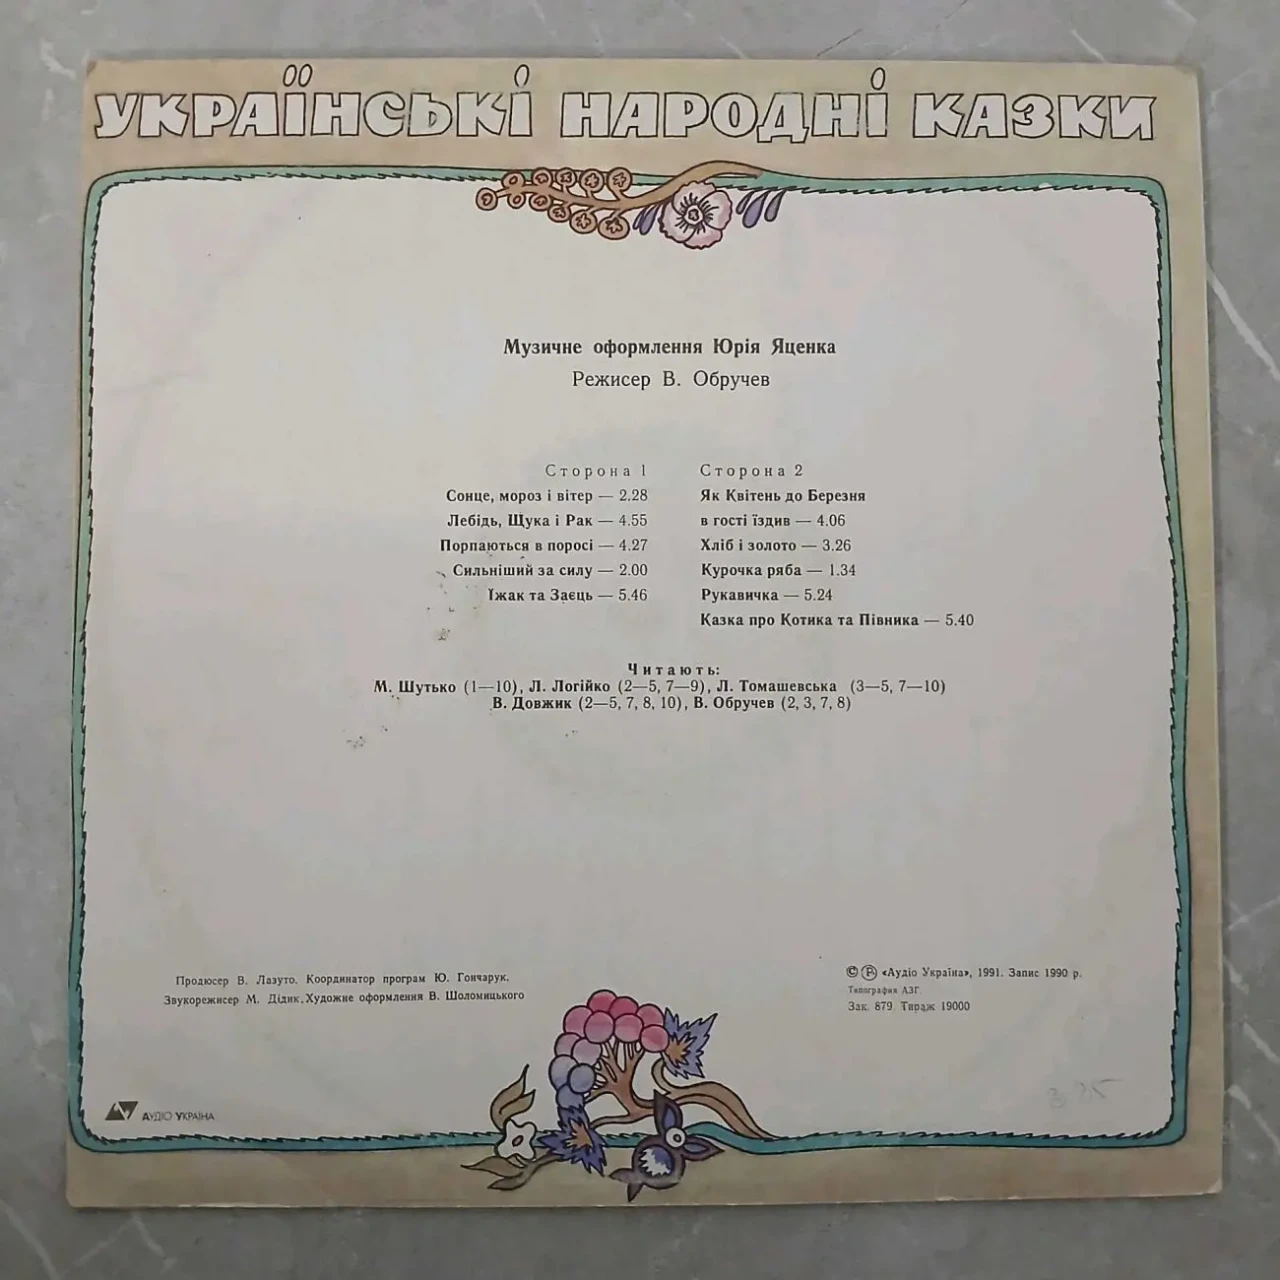 УКРАЇНСЬКІ НАРОДНІ КАЗКИ
Музичне оформлення Юрія Яценка
Режисер В. Обручев
Сторона 1
Сонце, мороз і вітер — 2.28
Лебідь, Щука і Рак — 4.55
Порпаються в поросі — 4.27
Сильніший за силу — 2.00
Їжак та Заєць — 5.46
Сторона 2
Як Квітень до Березня
в гості їздив — 4.06
Хліб і золото — 3.26
Курочка ряба — 1.34
Рукавичка — 5.24
Казка про Котика та Півника — 5.40
Читають:
М. Шутько (1—10), Л. Логійко (2—5, 7—9), Л. Томашевська (3—5, 7—10)
В. Довжик (2—5, 7, 8, 10), В. Обручев (2, 3, 7, 8)
Продюсер В. Лазуто. Координатор програм Ю. Гончарук.
Звукорежисер М. Дідик. Художне оформлення В. Шоломицького
© ℗ «Аудіо Україна», 1991. Запис 1990 р.
Типография АЗГ.
Зак. 879 Тираж 19000
АУДІО УКРАЇНА